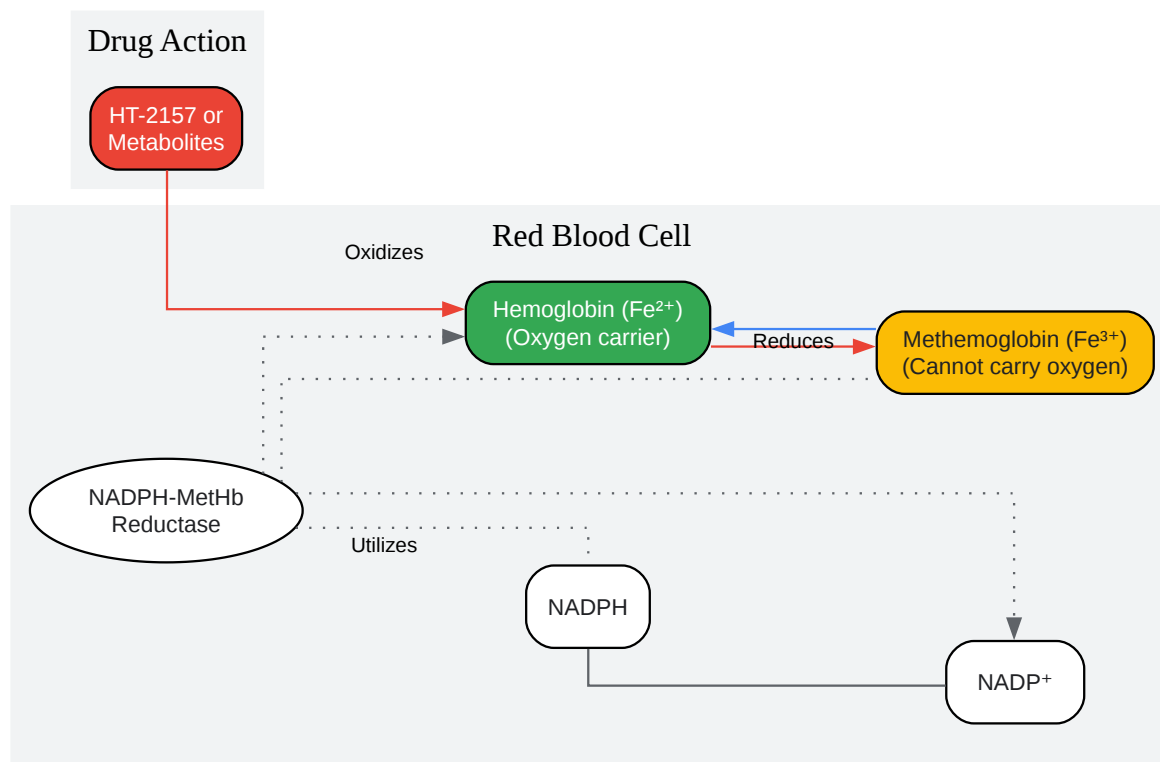 Drug Action
HT-2157 or
Metabolites
Red Blood Cell
Oxidizes
Hemoglobin (Fe²⁺)
(Oxygen carrier)
Reduces
Methemoglobin (Fe³⁺)
(Cannot carry oxygen)
NADPH-MetHb
Reductase
Utilizes
NADPH
NADP⁺